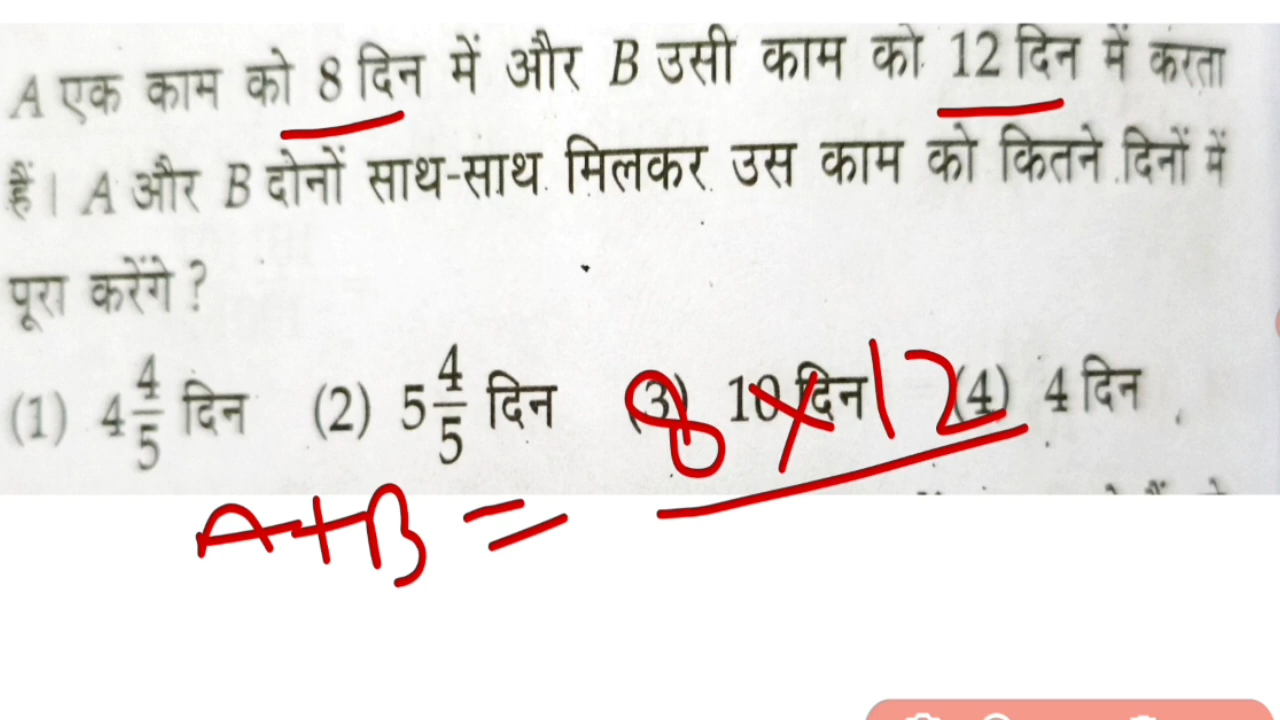 A एक काम को 8 दिन में और B उसी काम को 12 दिन में करता
हैं। A और B दोनों साथ-साथ मिलकर उस काम को कितने दिनों में
पूरा करेंगे ?
(1) 4 4/5 दिन (2) 5 4/5 दिन (3) 10 दिन (4) 4 दिन
8 × 12
A+B =